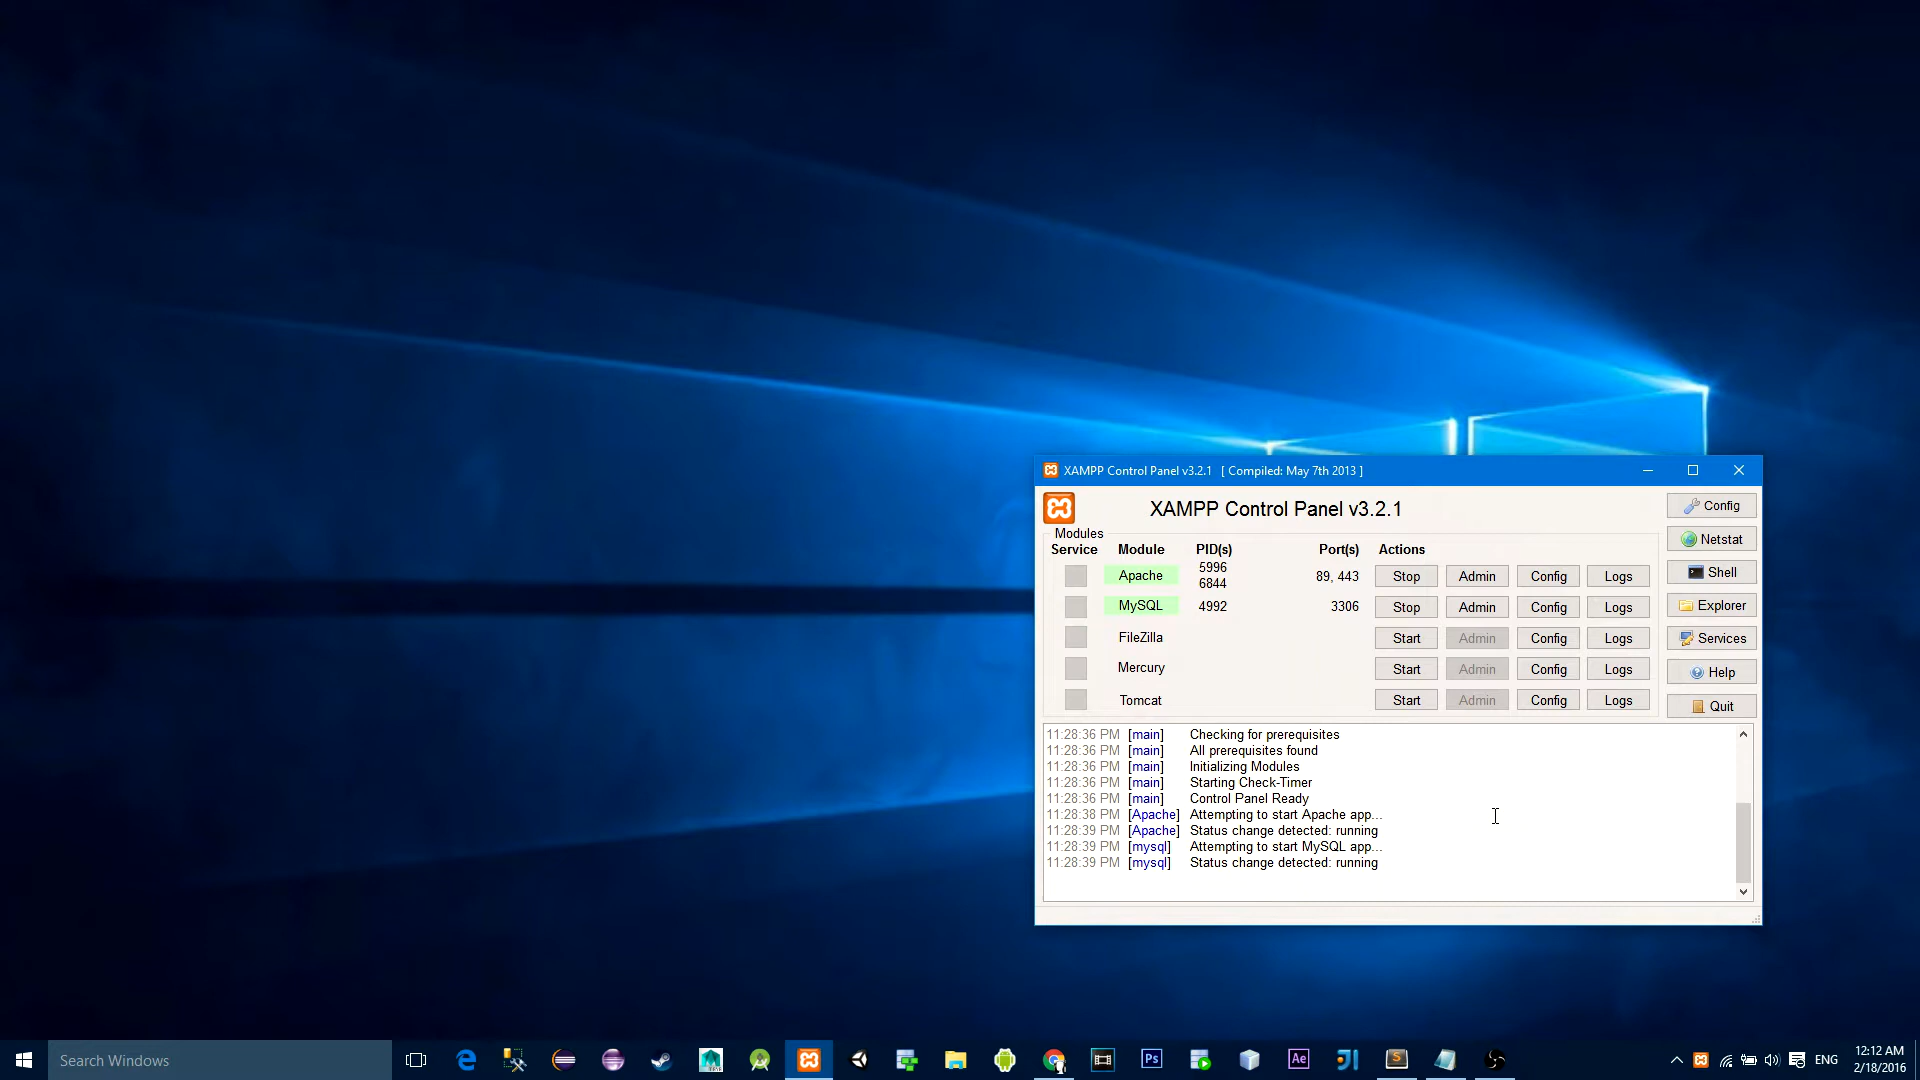 XAMPP Control Panel v3.2.1 [ Compiled: May 7th 2013 ]
XAMPP Control Panel v3.2.1
Config
Modules
Netstat
Service Module PID(s) Port(s) Actions
Apache 5996 6844 89, 443 Stop Admin Config Logs
Shell
MySQL 4992 3306 Stop Admin Config Logs
Explorer
FileZilla Start Admin Config Logs
Services
Mercury Start Admin Config Logs
Help
Tomcat Start Admin Config Logs
Quit
11:28:36 PM [main] Checking for prerequisites
11:28:36 PM [main] All prerequisites found
11:28:36 PM [main] Initializing Modules
11:28:36 PM [main] Starting Check-Timer
11:28:36 PM [main] Control Panel Ready
11:28:38 PM [Apache] Attempting to start Apache app...
11:28:39 PM [Apache] Status change detected: running
11:28:39 PM [mysql] Attempting to start MySQL app...
11:28:39 PM [mysql] Status change detected: running
Search Windows
Ps
Ae
ENG
12:12 AM
2/18/2016